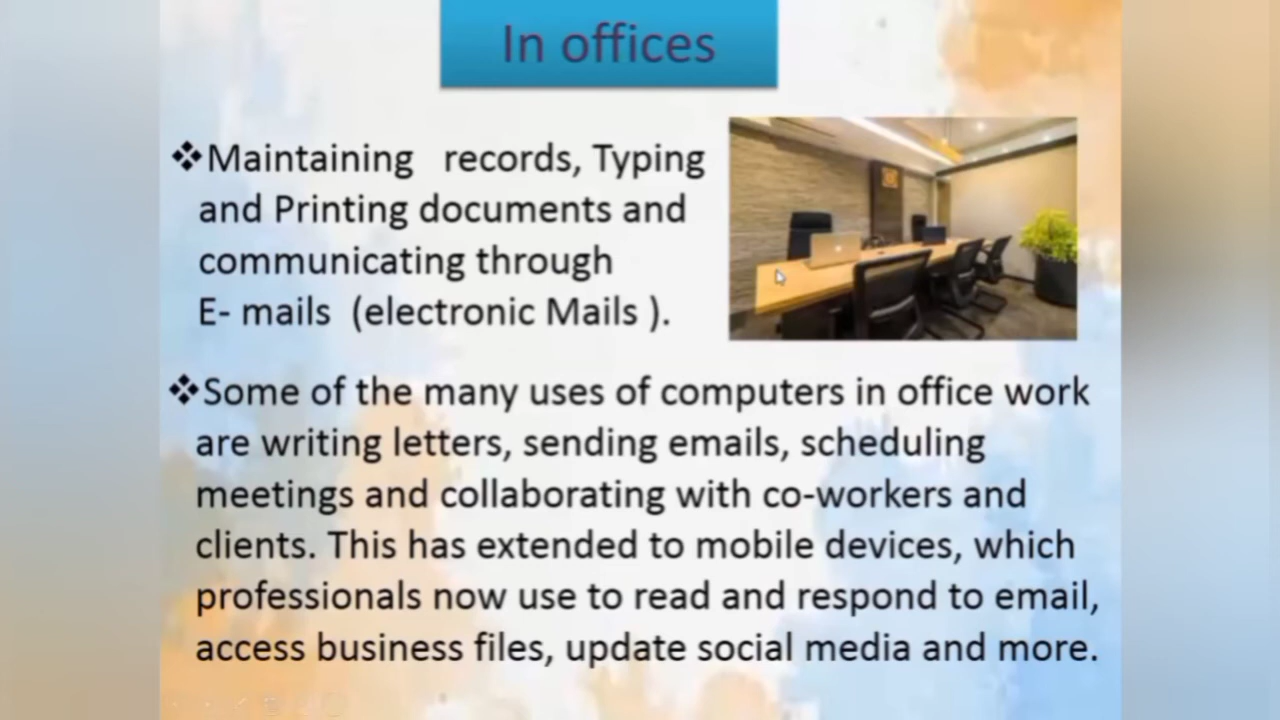 In offices
❖Maintaining records, Typing
and Printing documents and
communicating through
E- mails (electronic Mails ).
❖Some of the many uses of computers in office work
are writing letters, sending emails, scheduling
meetings and collaborating with co-workers and
clients. This has extended to mobile devices, which
professionals now use to read and respond to email,
access business files, update social media and more.